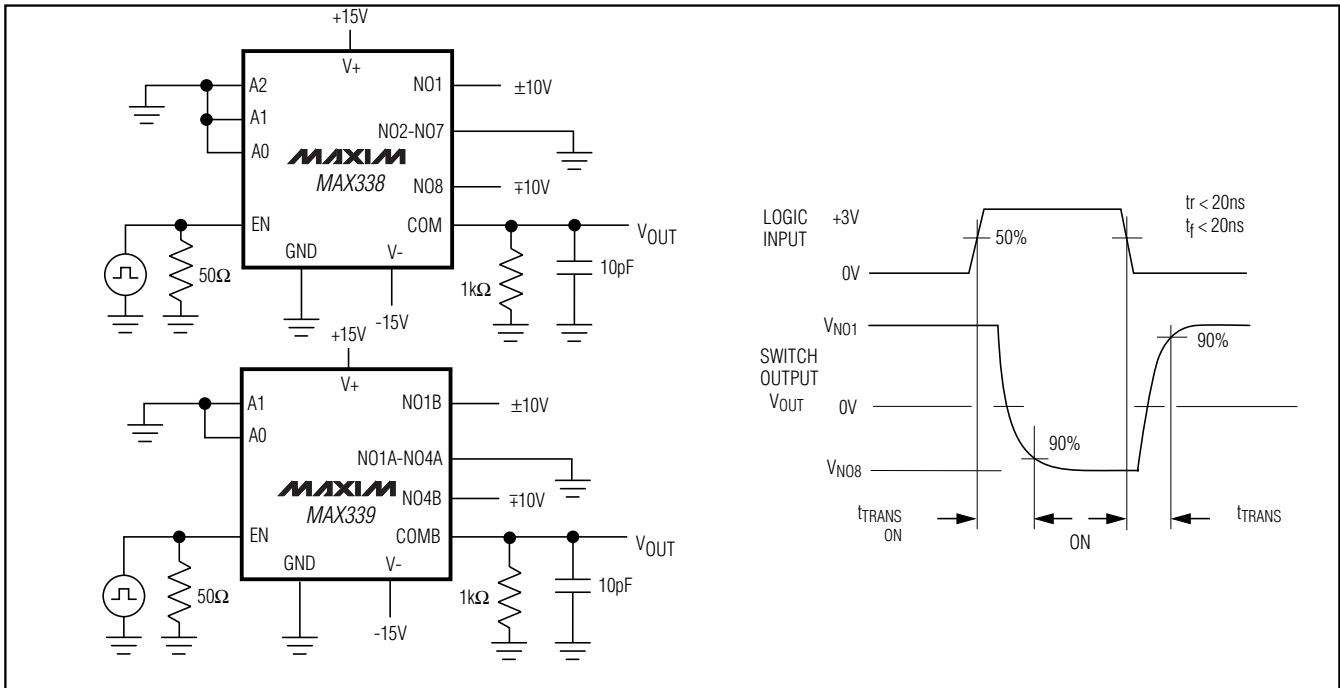 +15V
V+
A2
A1
A0
EN
GND
V-
NO1
NO2-NO7
NO8
COM
MAXIM
MAX338
±10V
∓10V
VOUT
50Ω
1kΩ
10pF
-15V
+15V
V+
A1
A0
EN
GND
V-
NO1B
NO1A-NO4A
NO4B
COMB
MAXIM
MAX339
±10V
∓10V
VOUT
50Ω
1kΩ
10pF
-15V
LOGIC
INPUT
+3V
50%
0V
tr < 20ns
tf < 20ns
VNO1
SWITCH
OUTPUT
VOUT
0V
90%
90%
VNO8
tTRANS
ON
ON
tTRANS